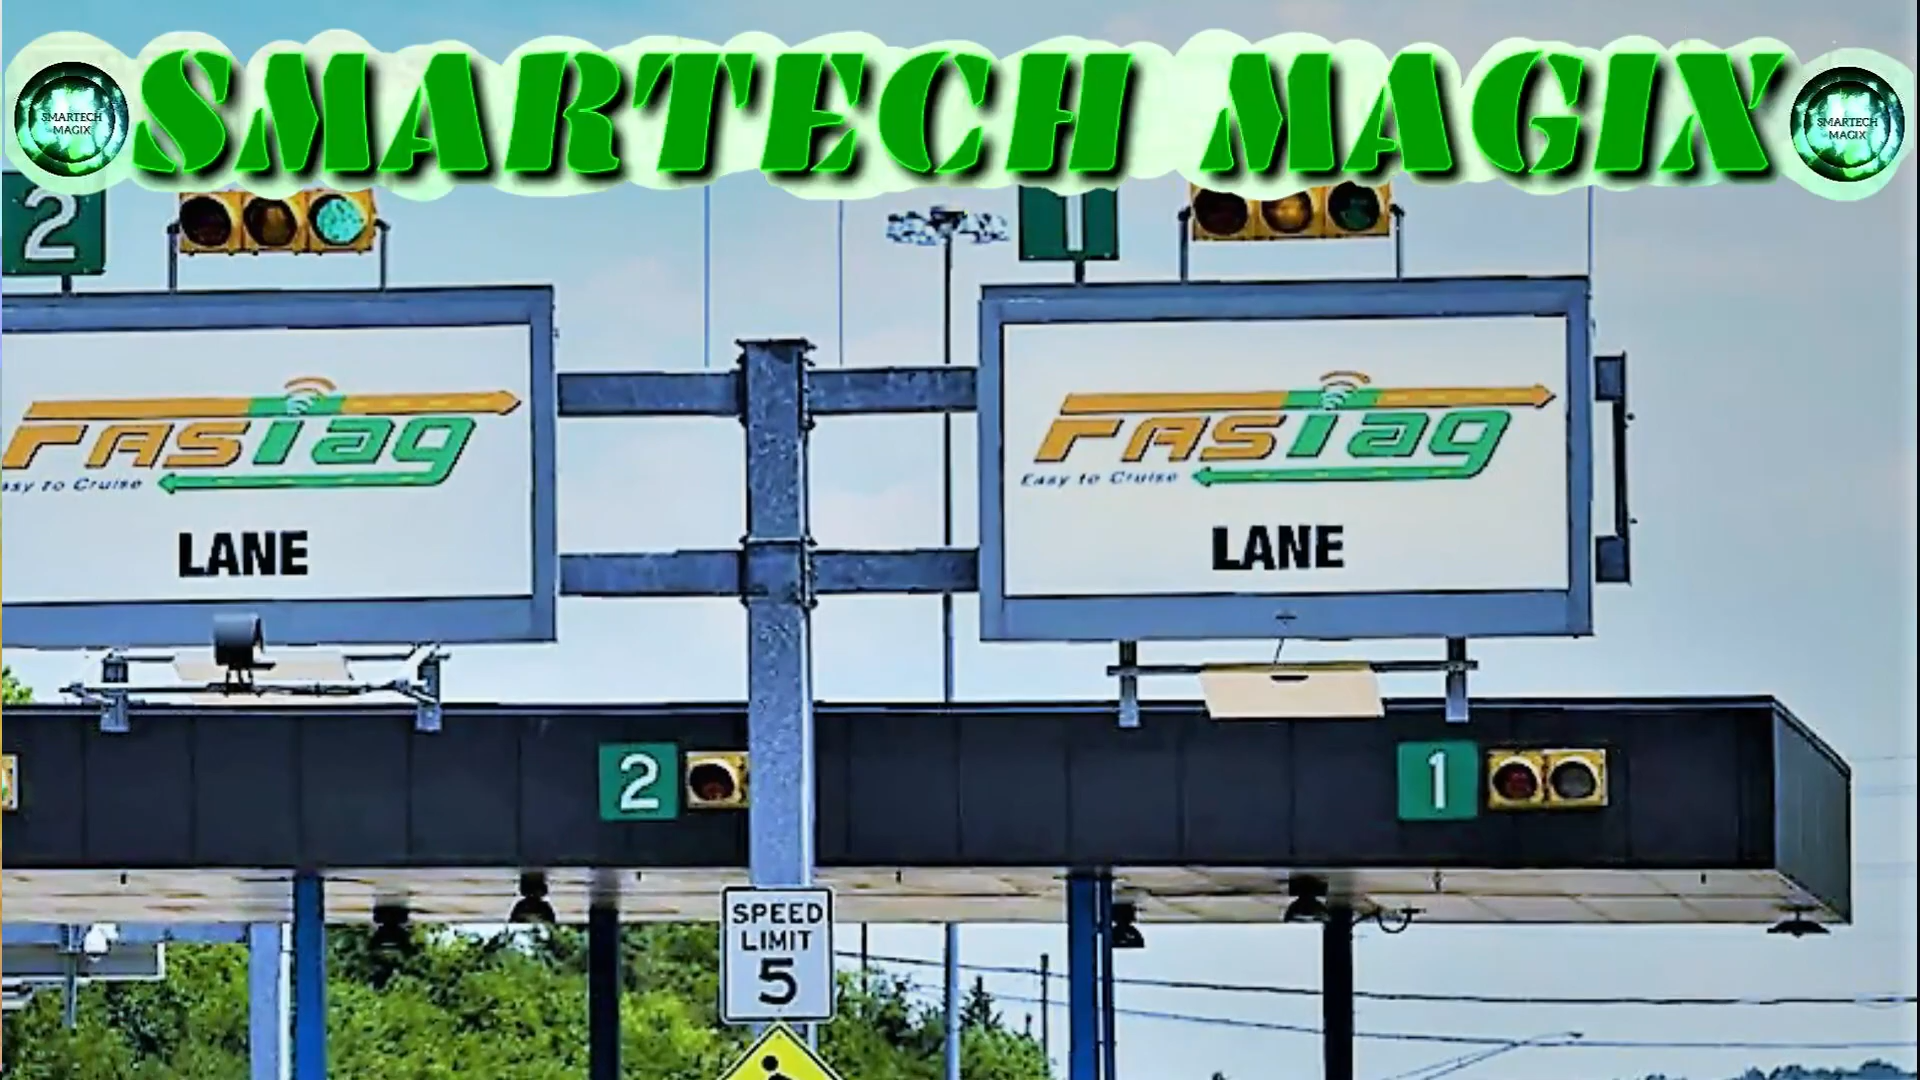 SMARTECH MAGIX
SMARTECH
MAGIX
SMARTECH
MAGIX
2
1
FASTag
asy to Cruise
LANE
FASTag
Easy to Cruise
LANE
2
1
SPEED
LIMIT
5